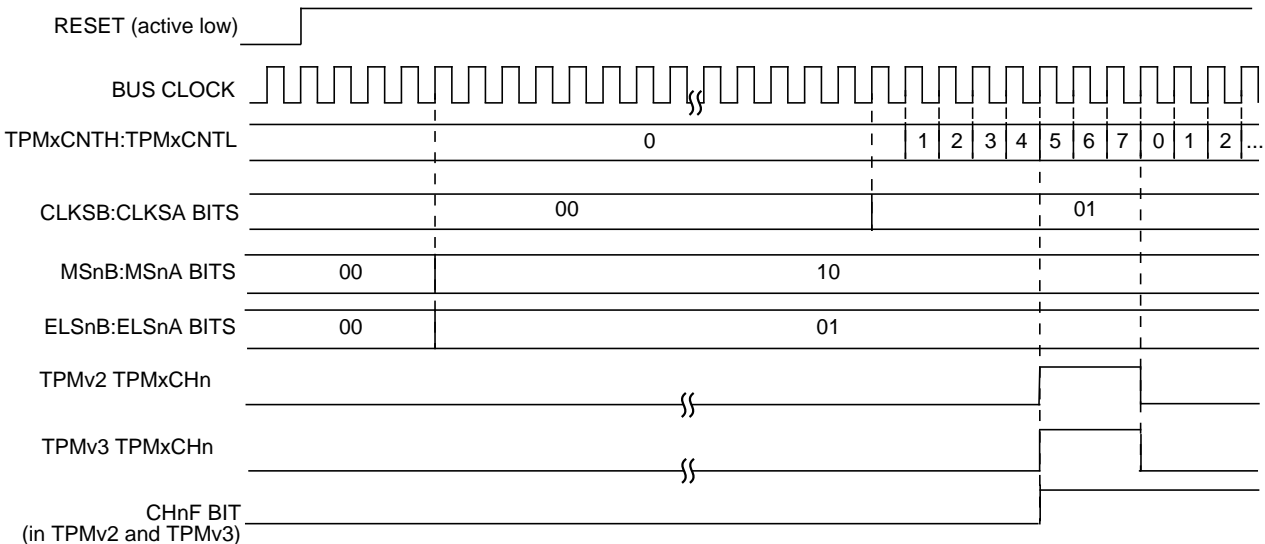 RESET (active low)
BUS CLOCK
TPMxCNTH:TPMxCNTL 0 1 2 3 4 5 6 7 0 1 2 ...
CLKSB:CLKSA BITS 00 01
MSnB:MSnA BITS 00 10
ELSnB:ELSnA BITS 00 01
TPMv2 TPMxCHn
TPMv3 TPMxCHn
CHnF BIT
(in TPMv2 and TPMv3)